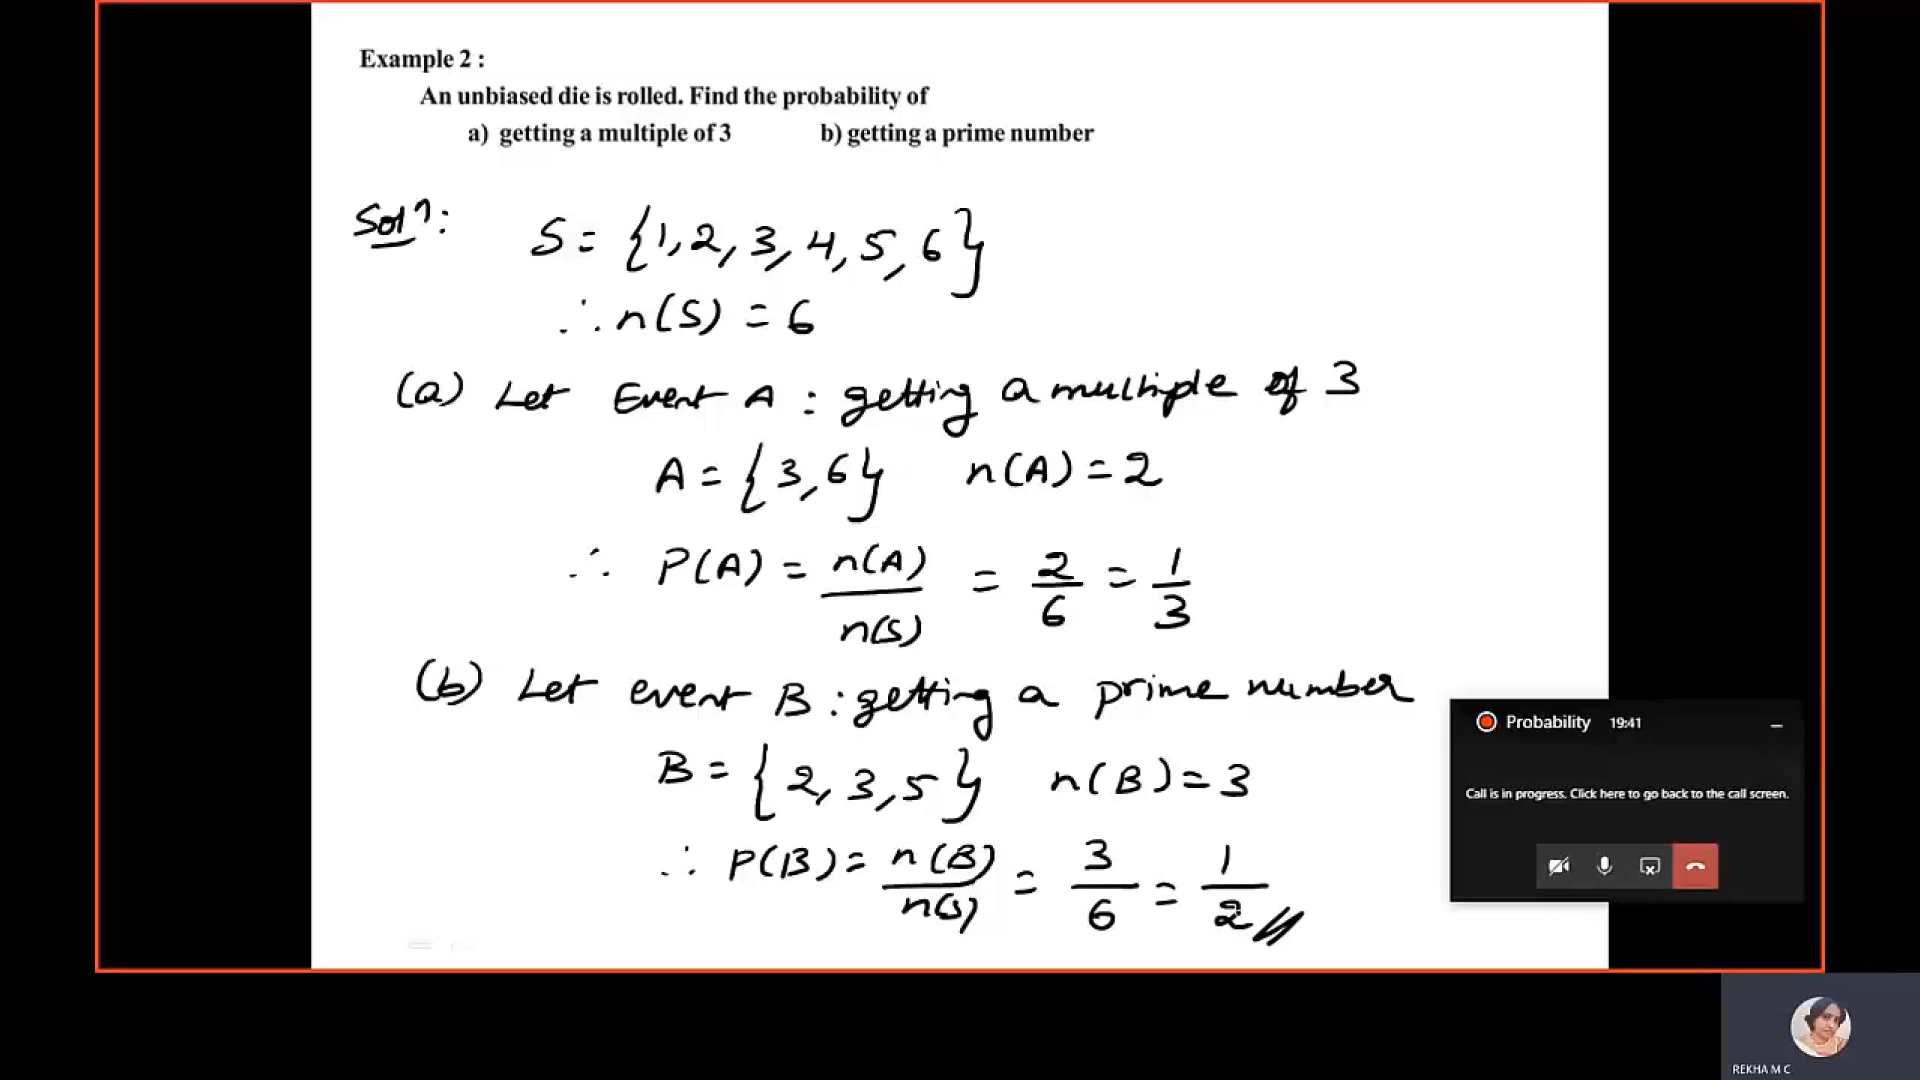 Example 2 :
An unbiased die is rolled. Find the probability of
a) getting a multiple of 3 b) getting a prime number
Solⁿ: S = {1, 2, 3, 4, 5, 6}
∴ n(S) = 6
(a) Let Event A : getting a multiple of 3
A = {3, 6} n(A) = 2
∴ P(A) = n(A)/n(S) = 2/6 = 1/3
(b) Let event B : getting a prime number
B = {2, 3, 5} n(B) = 3
∴ P(B) = n(B)/n(S) = 3/6 = 1/2
Probability 19:41
Call is in progress. Click here to go back to the call screen.
REKHA M C